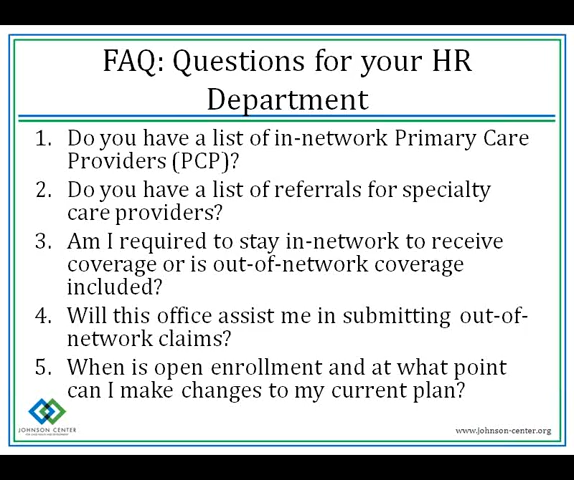 FAQ: Questions for your HR
Department
1. Do you have a list of in-network Primary Care
Providers (PCP)?
2. Do you have a list of referrals for specialty
care providers?
3. Am I required to stay in-network to receive
coverage or is out-of-network coverage
included?
4. Will this office assist me in submitting out-of-
network claims?
5. When is open enrollment and at what point
can I make changes to my current plan?
JOHNSON CENTER
www.johnson-center.org